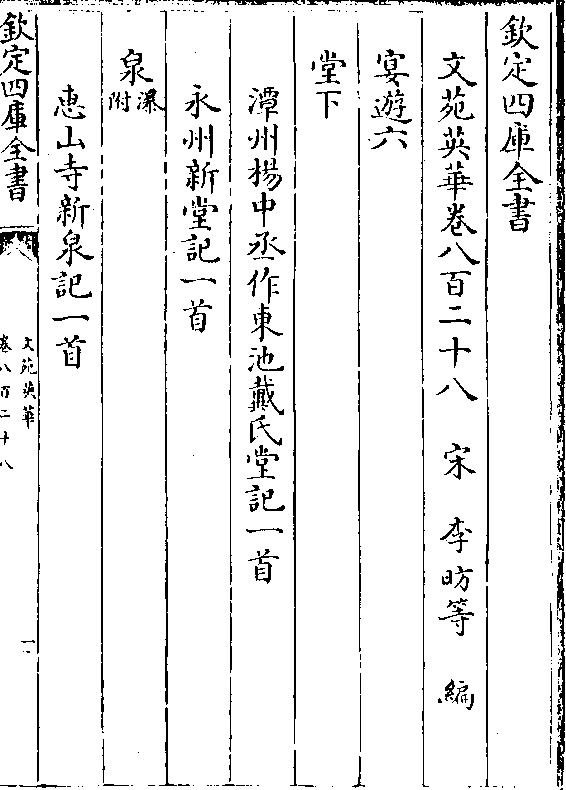 欽定四庫全書
文苑英華卷八百二十八　宋　李昉等　編
宴遊六
堂下
潭州楊中丞作東池戴氏堂記一首
永州新堂記一首
泉瀑附
惠山寺新泉記一首
欽定四庫全書
文苑英華
卷八百二十八
一